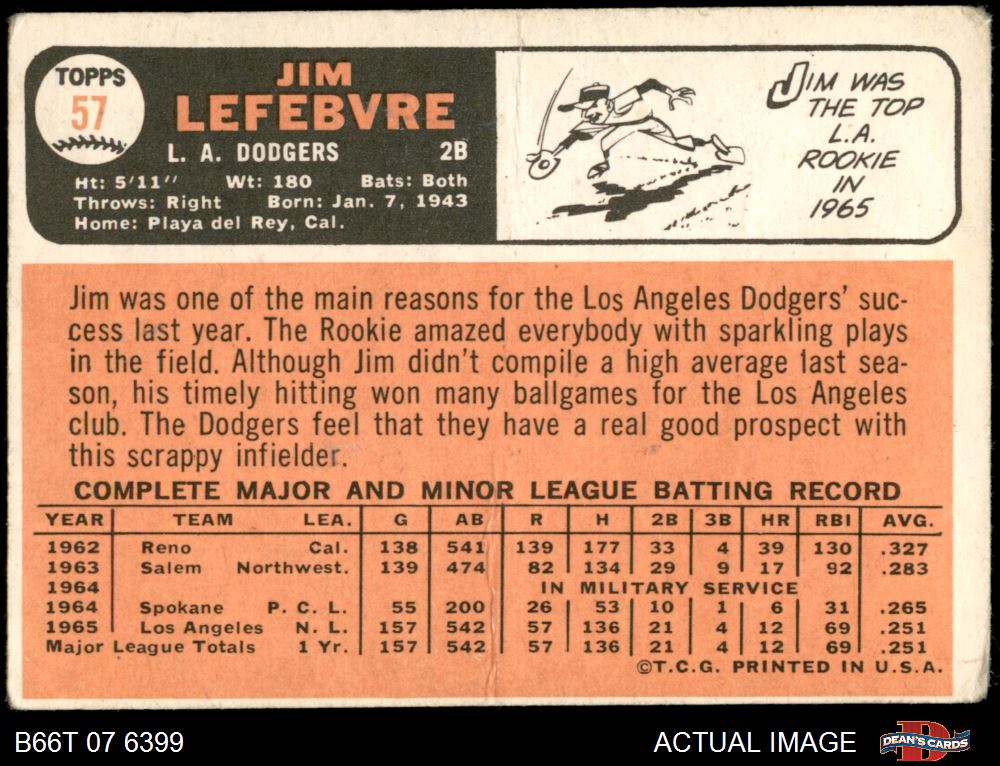 TOPPS
57
JIM
LEFEBVRE
L. A. DODGERS 2B
Ht: 5'11" Wt: 180 Bats: Both
Throws: Right Born: Jan. 7, 1943
Home: Playa del Rey, Cal.
JIM WAS
THE TOP
L.A.
ROOKIE
IN
1965
Jim was one of the main reasons for the Los Angeles Dodgers' suc-
cess last year. The Rookie amazed everybody with sparkling plays
in the field. Although Jim didn't compile a high average last sea-
son, his timely hitting won many ballgames for the Los Angeles
club. The Dodgers feel that they have a real good prospect with
this scrappy infielder.
COMPLETE MAJOR AND MINOR LEAGUE BATTING RECORD
YEAR TEAM LEA. G AB R H 2B 3B HR RBI AVG.
1962 Reno Cal. 138 541 139 177 33 4 39 130 .327
1963 Salem Northwest. 139 474 82 134 29 9 17 92 .283
1964 IN MILITARY SERVICE
1964 Spokane P. C. L. 55 200 26 53 10 1 6 31 .265
1965 Los Angeles N. L. 157 542 57 136 21 4 12 69 .251
Major League Totals 1 Yr. 157 542 57 136 21 4 12 69 .251
©T.C.G. PRINTED IN U.S.A.
B66T 07 6399 ACTUAL IMAGE D DEAN'S CARDS